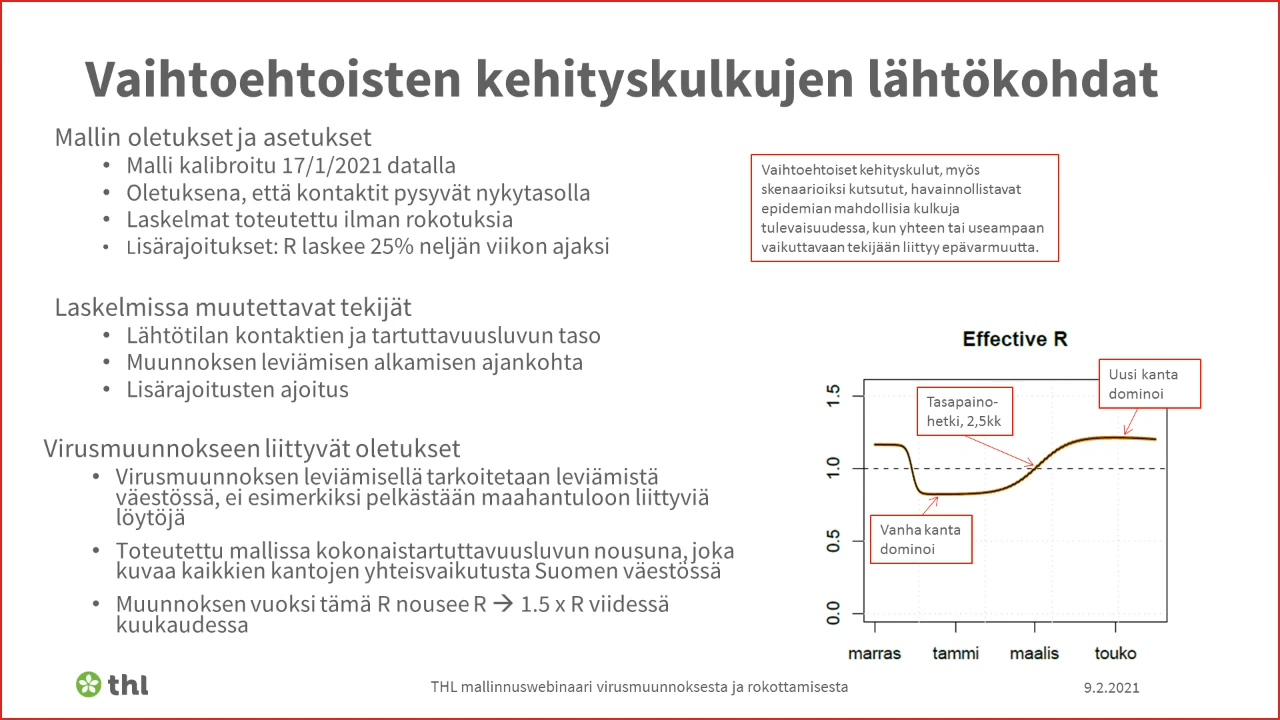 Vaihtoehtoisten kehityskulkujen lähtökohdat
Mallin oletukset ja asetukset
• Malli kalibroitu 17/1/2021 datalla
• Oletuksena, että kontaktit pysyvät nykytasolla
• Laskelmat toteutettu ilman rokotuksia
• Lisärajoitukset: R laskee 25% neljän viikon ajaksi
Laskelmissa muutettavat tekijät
• Lähtötilan kontaktien ja tartuttavuusluvun taso
• Muunnoksen leviämisen alkamisen ajankohta
• Lisärajoitusten ajoitus
Virusmuunnokseen liittyvät oletukset
• Virusmuunnoksen leviämisellä tarkoitetaan leviämistä
väestössä, ei esimerkiksi pelkästään maahantuloon liittyviä
löytöjä
• Toteutettu mallissa kokonaistartuttavuusluvun nousuna, joka
kuvaa kaikkien kantojen yhteisvaikutusta Suomen väestössä
• Muunnoksen vuoksi tämä R nousee R → 1.5 x R viidessä
kuukaudessa
Vaihtoehtoiset kehityskulut, myös
skenaarioiksi kutsutut, havainnollistavat
epidemian mahdollisia kulkuja
tulevaisuudessa, kun yhteen tai useampaan
vaikuttavaan tekijään liittyy epävarmuutta.
Effective R
Uusi kanta
dominoi
Tasapaino-
hetki, 2,5kk
Vanha kanta
dominoi
1.5
1.0
0.5
0.0
marras tammi maalis touko
thl
THL mallinnuswebinaari virusmuunnoksesta ja rokottamisesta
9.2.2021